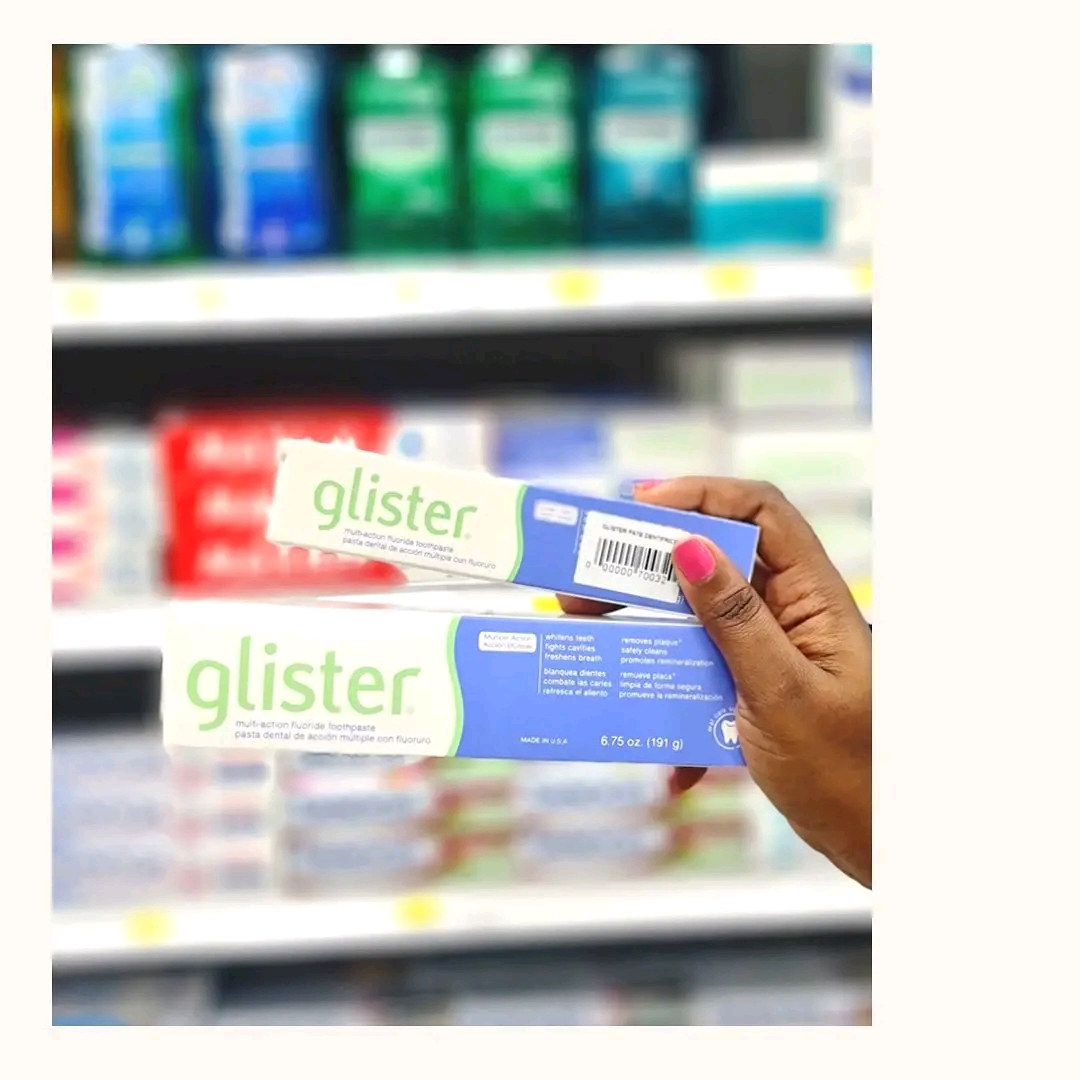 glister
multi-action fluoride toothpaste
pasta dental de acción múltiple con fluoruro
GLISTER PATE DENTIFRICE
glister
multi-action fluoride toothpaste
pasta dental de acción múltiple con fluoruro
Multiple Action
Acción Múltiple
whitens teeth
fights cavities
freshens breath
blanquea dientes
combate las caries
refresca el aliento
removes plaque*
safely cleans
promotes remineralization
remueve placa*
limpia de forma segura
promueve la remineralización
MADE IN U.S.A
6.75 oz. (191 g)